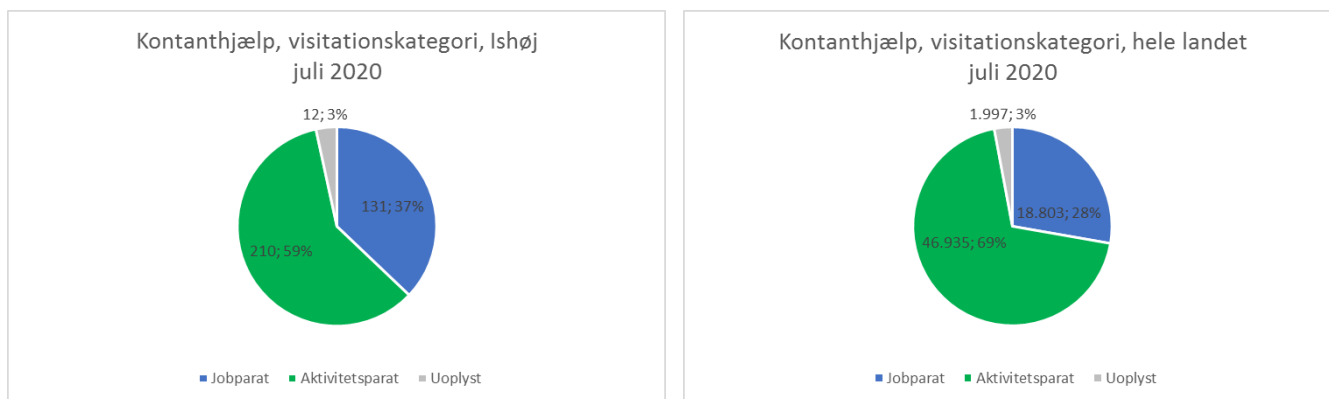 Kontanthjælp, visitationskategori, Ishøj
juli 2020
12; 3%
131; 37%
210; 59%
Jobparat Aktivitetsparat Uoplyst
Kontanthjælp, visitationskategori, hele landet
juli 2020
1.997; 3%
18.803; 28%
46.935; 69%
Jobparat Aktivitetsparat Uoplyst